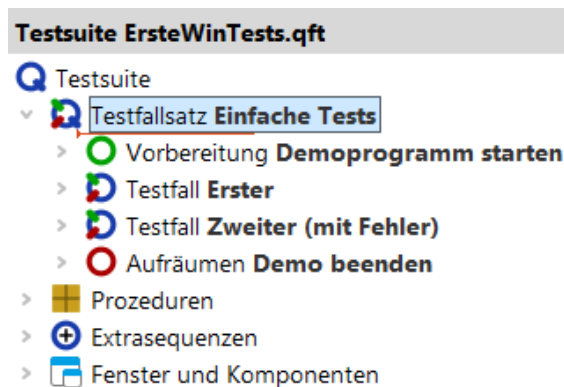 Testsuite ErsteWinTests.qft
Testsuite
Testfallsatz Einfache Tests
Vorbereitung Demoprogramm starten
Testfall Erster
Testfall Zweiter (mit Fehler)
Aufräumen Demo beenden
Prozeduren
Extrasequenzen
Fenster und Komponenten